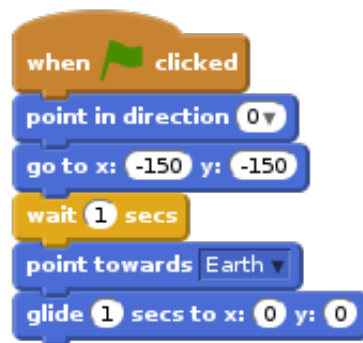 when clicked
point in direction 0
go to x: -150 y: -150
wait 1 secs
point towards Earth
glide 1 secs to x: 0 y: 0